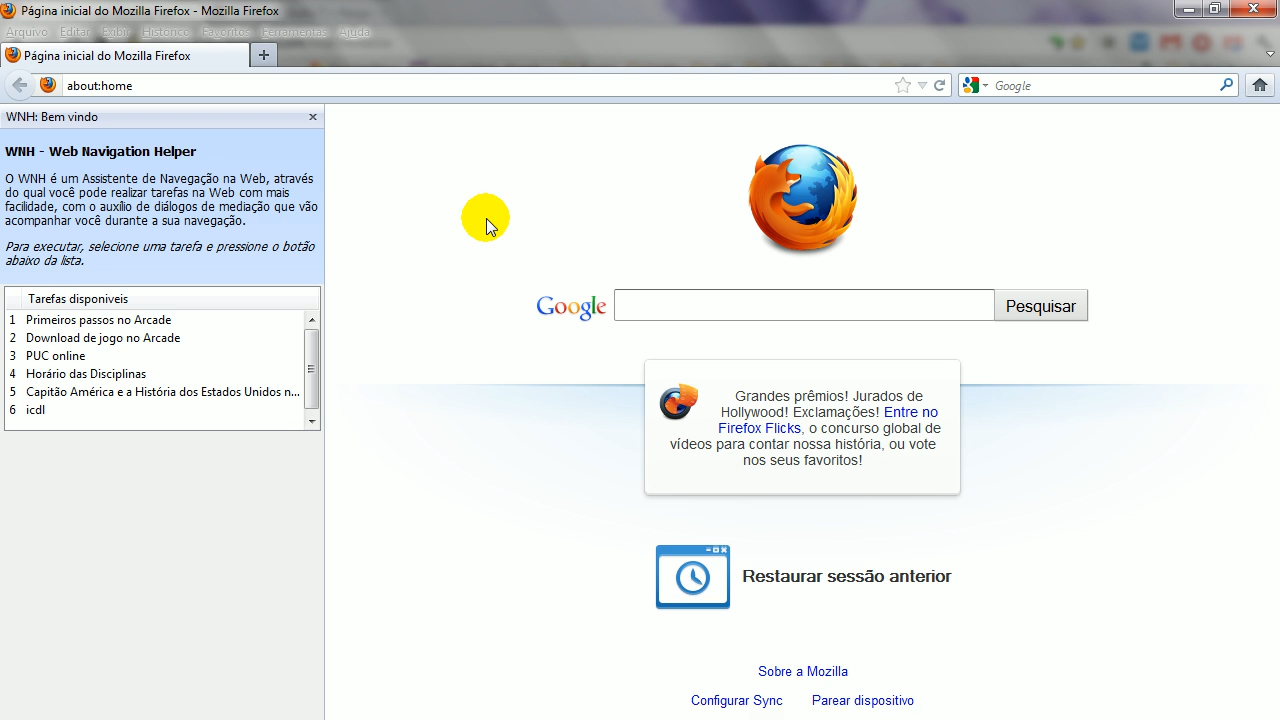 Página inicial do Mozilla Firefox - Mozilla Firefox
Arquivo Editar Exibir Histórico Favoritos Ferramentas Ajuda
Página inicial do Mozilla Firefox
about:home
Google
WNH: Bem vindo
WNH - Web Navigation Helper
O WNH é um Assistente de Navegação na Web, através
do qual você pode realizar tarefas na Web com mais
facilidade, com o auxílio de diálogos de mediação que vão
acompanhar você durante a sua navegação.
Para executar, selecione uma tarefa e pressione o botão
abaixo da lista.
Tarefas disponiveis
1 Primeiros passos no Arcade
2 Download de jogo no Arcade
3 PUC online
4 Horário das Disciplinas
5 Capitão América e a História dos Estados Unidos n...
6 icdl
Google
Pesquisar
Grandes prêmios! Jurados de
Hollywood! Exclamações! Entre no
Firefox Flicks, o concurso global de
vídeos para contar nossa história, ou vote
nos seus favoritos!
Restaurar sessão anterior
Sobre a Mozilla
Configurar Sync Parear dispositivo